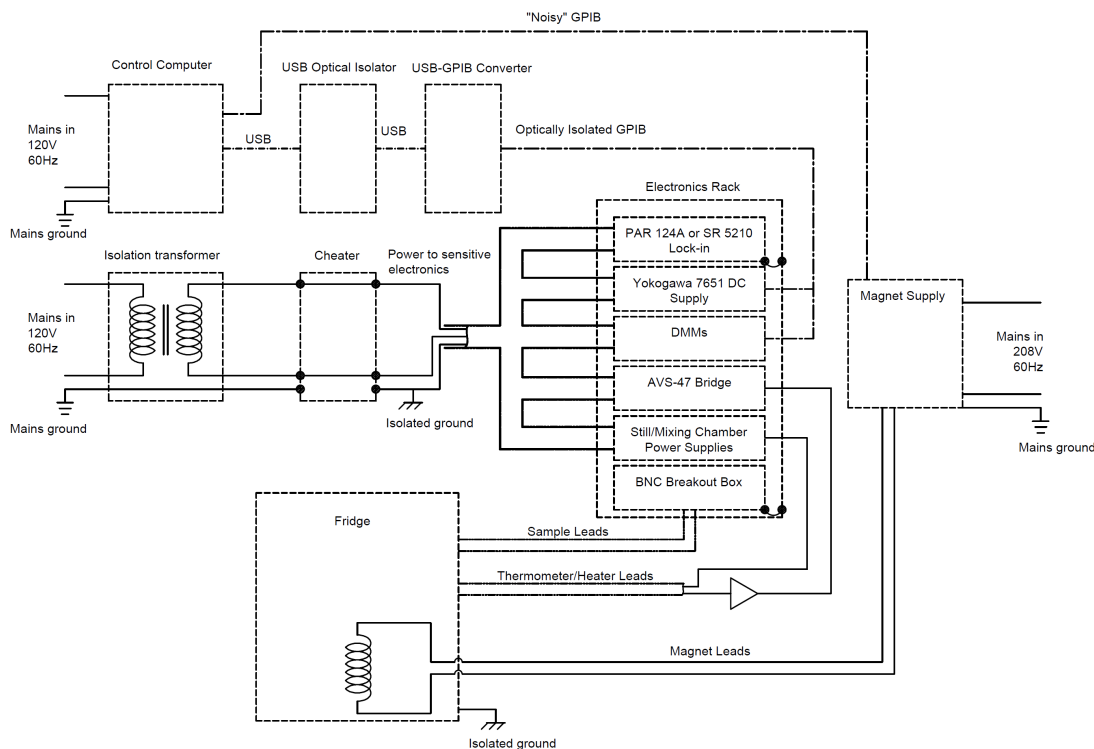 "Noisy" GPIB
Control Computer
USB Optical Isolator
USB-GPIB Converter
Mains in
120V
60Hz
USB
USB
Optically Isolated GPIB
Mains ground
Electronics Rack
PAR 124A or SR 5210
Lock-in
Isolation transformer
Cheater
Power to sensitive
electronics
Yokogawa 7651 DC
Supply
Magnet Supply
Mains in
120V
60Hz
DMMs
Mains in
208V
60Hz
AVS-47 Bridge
Mains ground
Isolated ground
Still/Mixing Chamber
Power Supplies
Mains ground
BNC Breakout Box
Fridge
Sample Leads
Thermometer/Heater Leads
Magnet Leads
Isolated ground